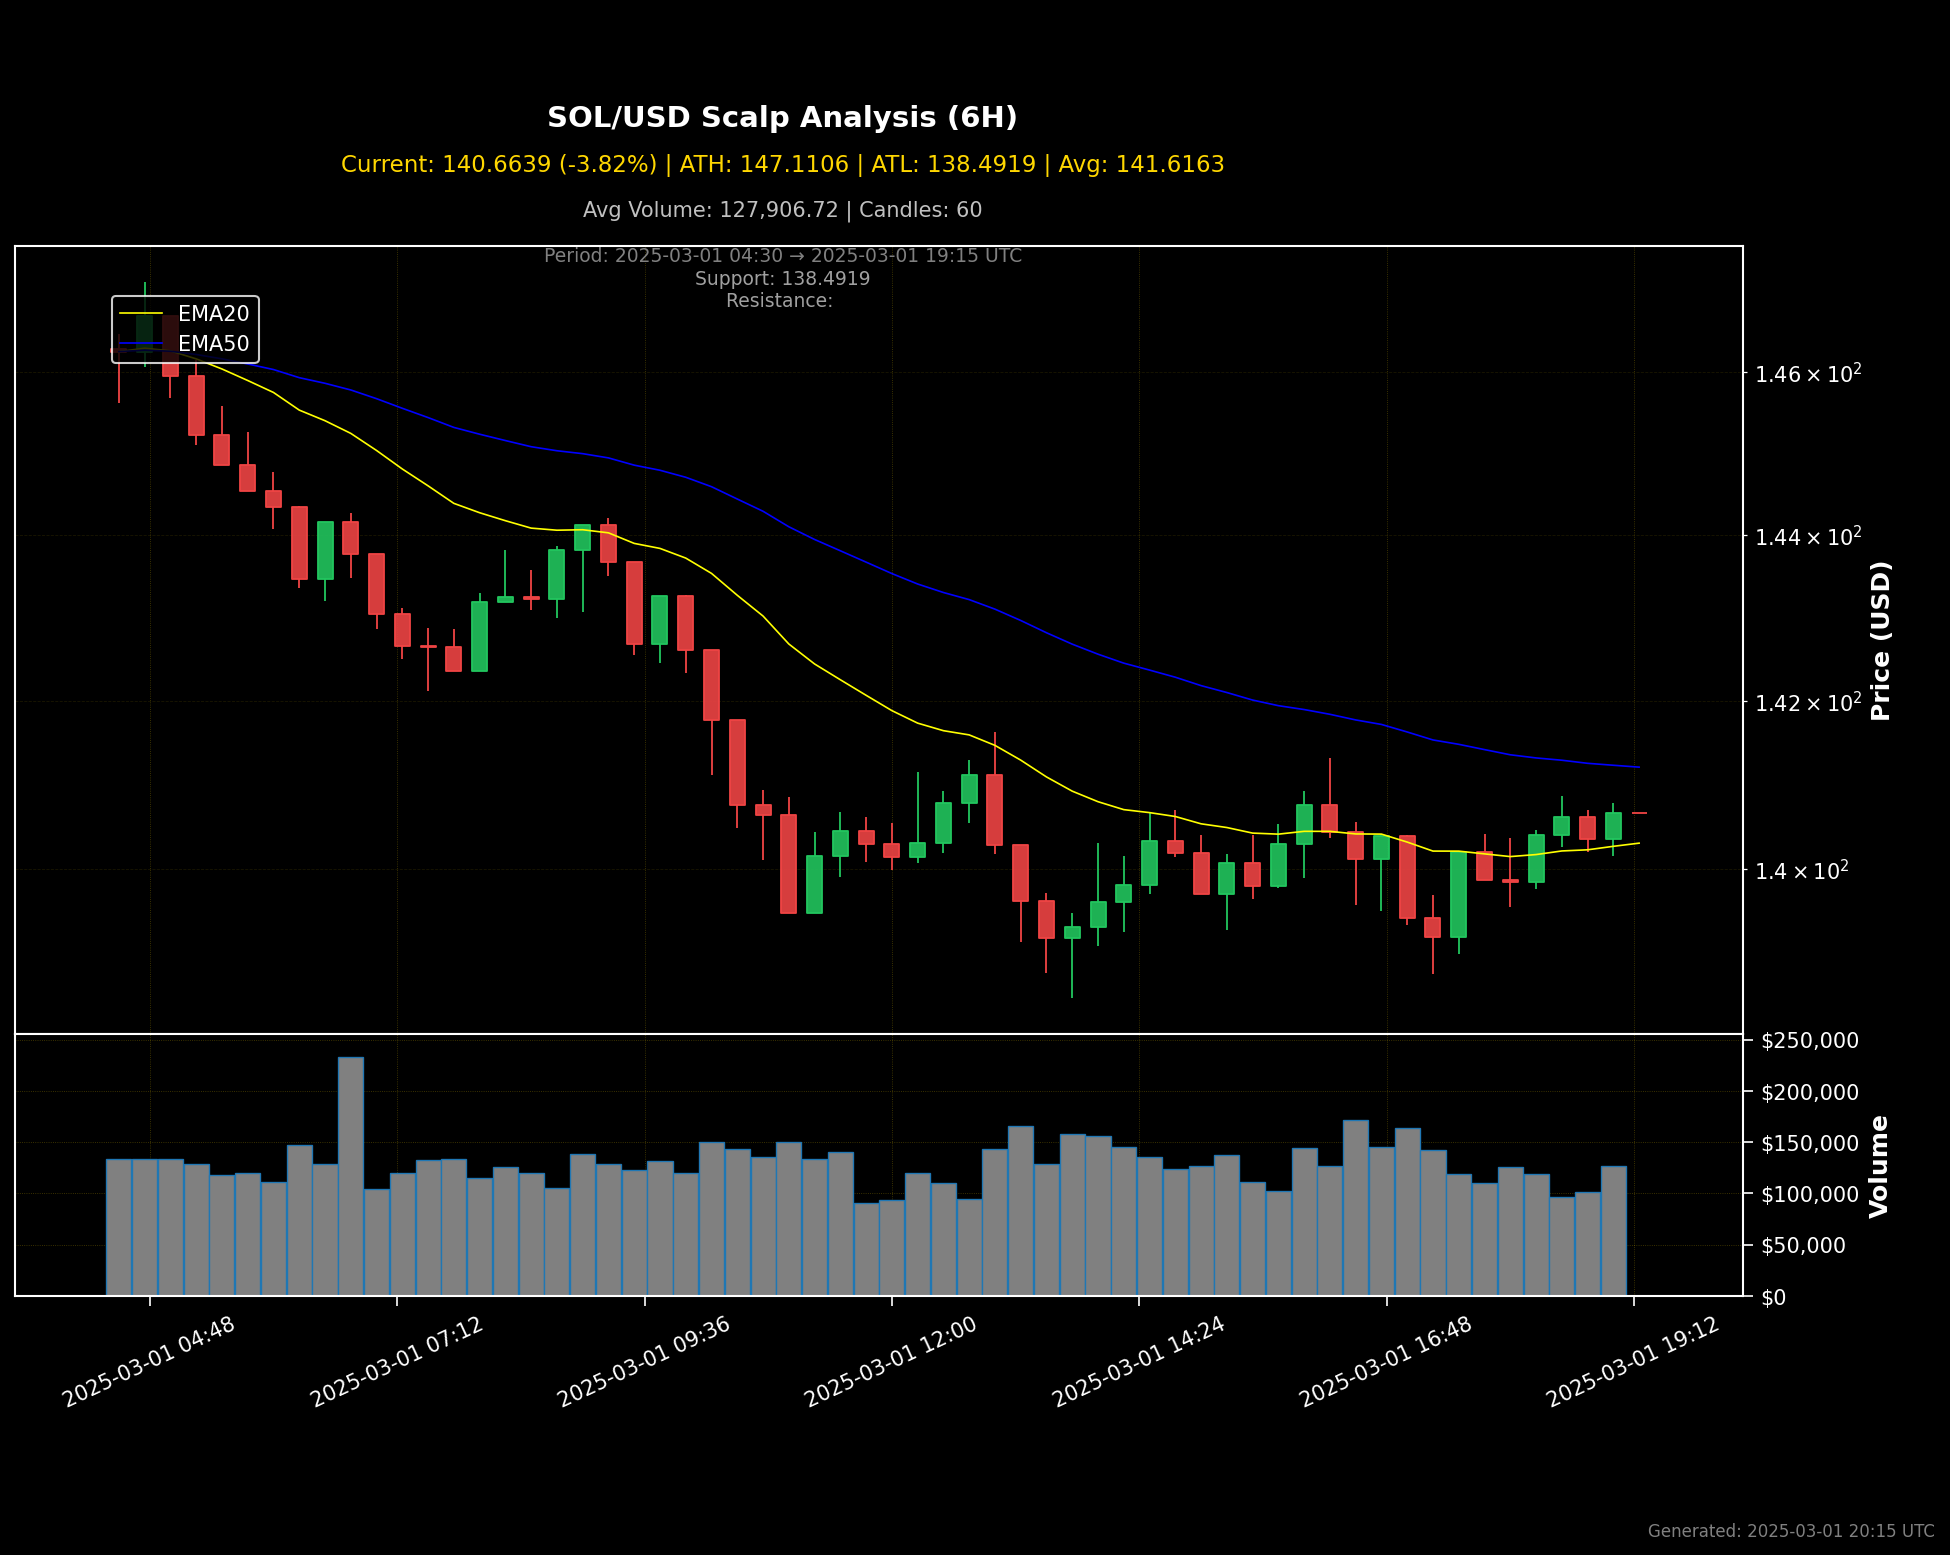 SOL/USD Scalp Analysis (6H)
Current: 140.6639 (-3.82%) | ATH: 147.1106 | ATL: 138.4919 | Avg: 141.6163
Avg Volume: 127,906.72 | Candles: 60
Period: 2025-03-01 04:30 → 2025-03-01 19:15 UTC
Support: 138.4919
Resistance:
EMA20
EMA50
1.46 × 10²
1.44 × 10²
1.42 × 10²
1.4 × 10²
Price (USD)
$250,000
$200,000
$150,000
$100,000
$50,000
$0
Volume
2025-03-01 04:48
2025-03-01 07:12
2025-03-01 09:36
2025-03-01 12:00
2025-03-01 14:24
2025-03-01 16:48
2025-03-01 19:12
Generated: 2025-03-01 20:15 UTC